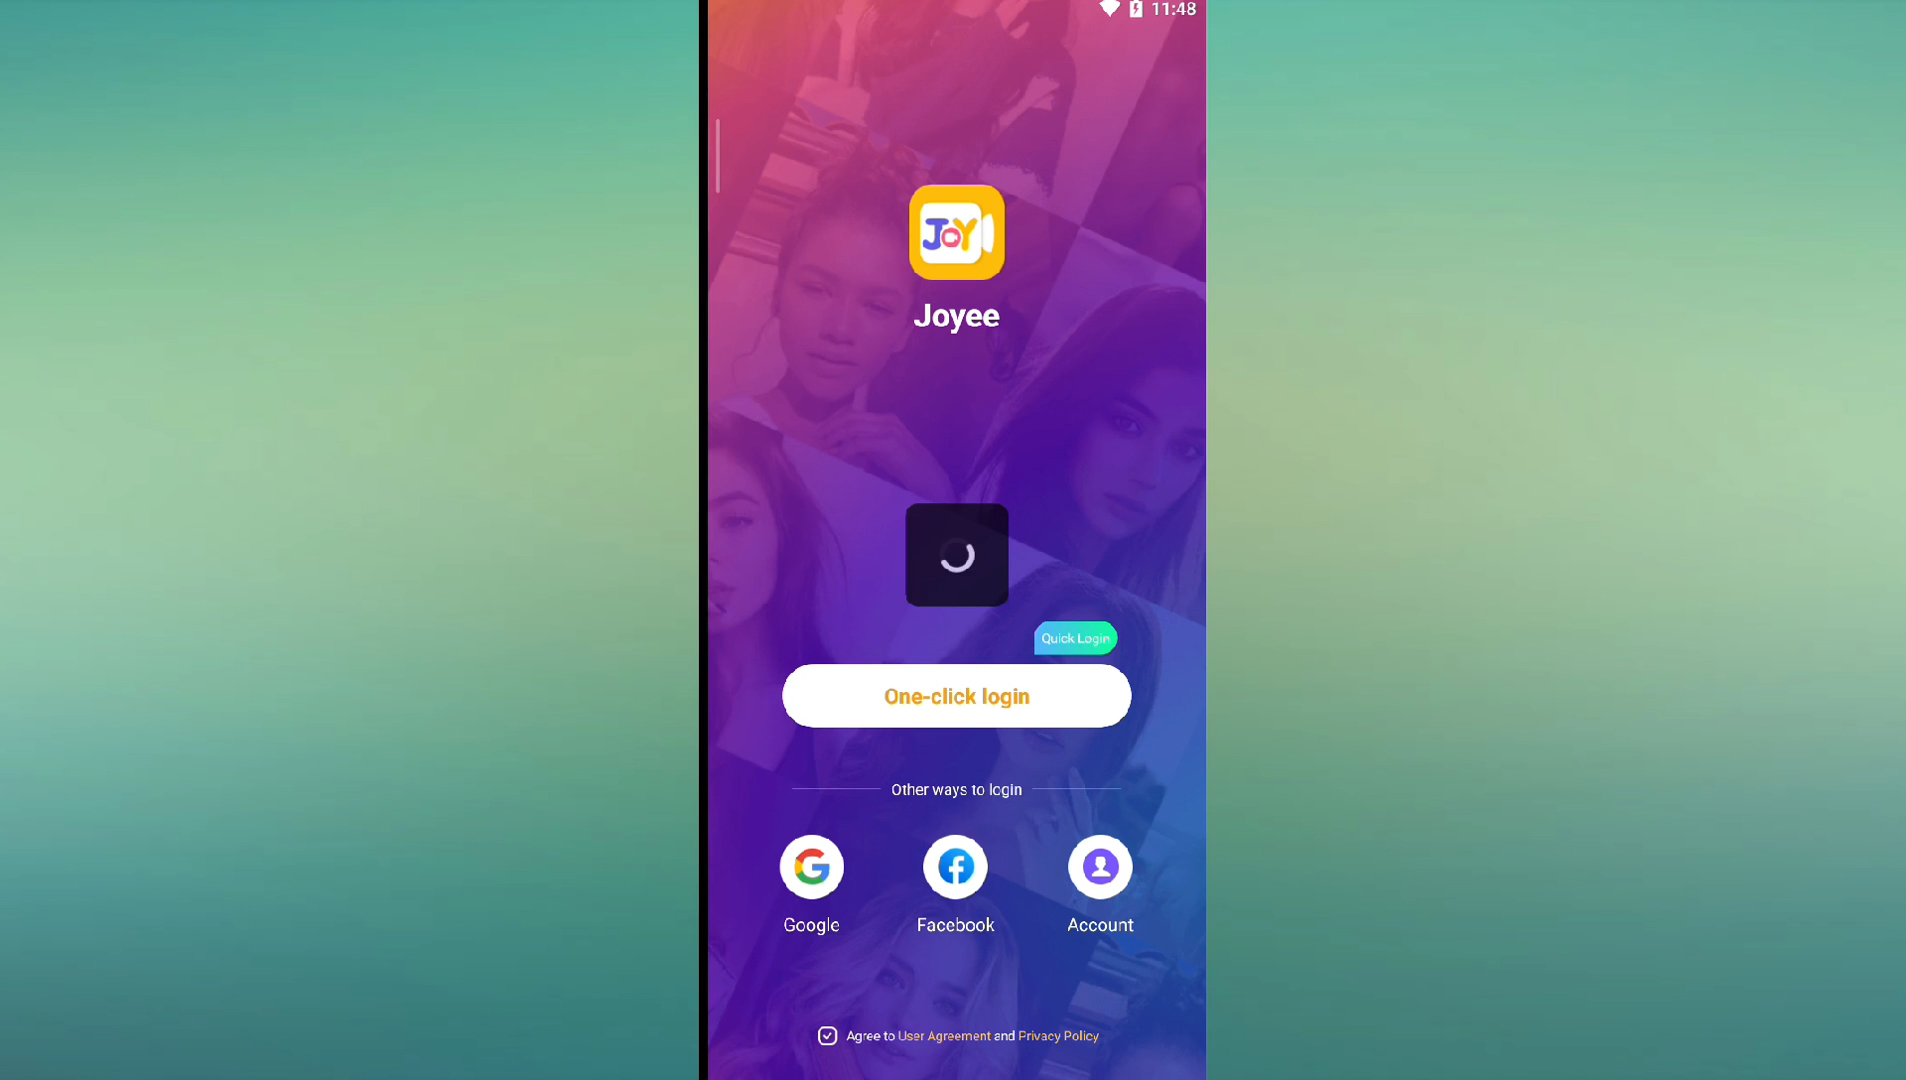 11:48
JOY
Joyee
Quick Login
One-click login
Other ways to login
Google Facebook Account
Agree to User Agreement and Privacy Policy